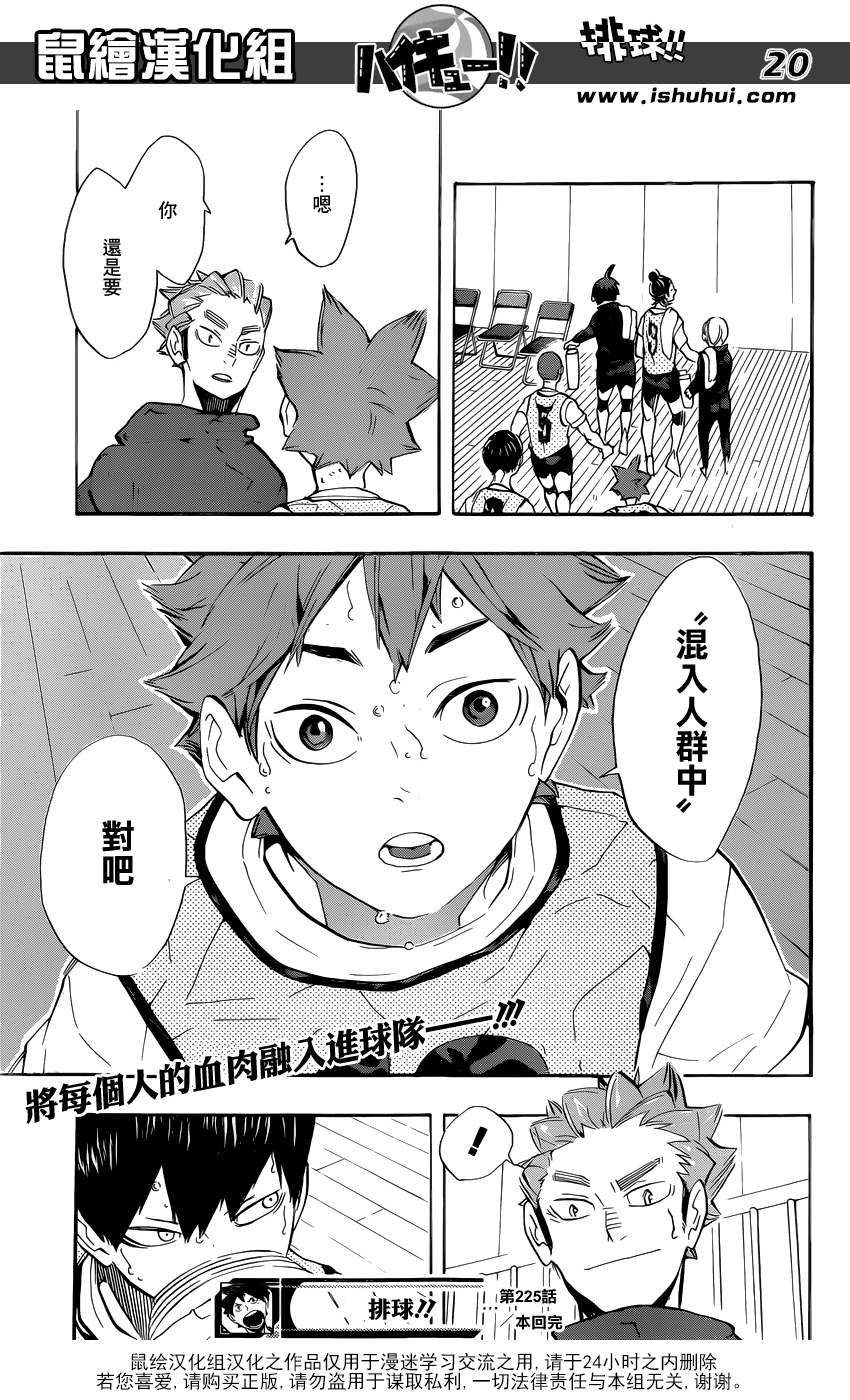 鼠繪漢化組
ハイキュー!!
排球!!
20
www.ishuhui.com
…嗯
你
還是要
5
〝混入人群中〞
對吧
將每個人的血肉融入進球隊——!!!
!
排球!!
…
第225話
／本回完
鼠绘汉化组汉化之作品仅用于漫迷学习交流之用, 请于24小时之内删除
若您喜爱, 请购买正版, 请勿盗用于谋取私利, 一切法律责任与本组无关, 谢谢。